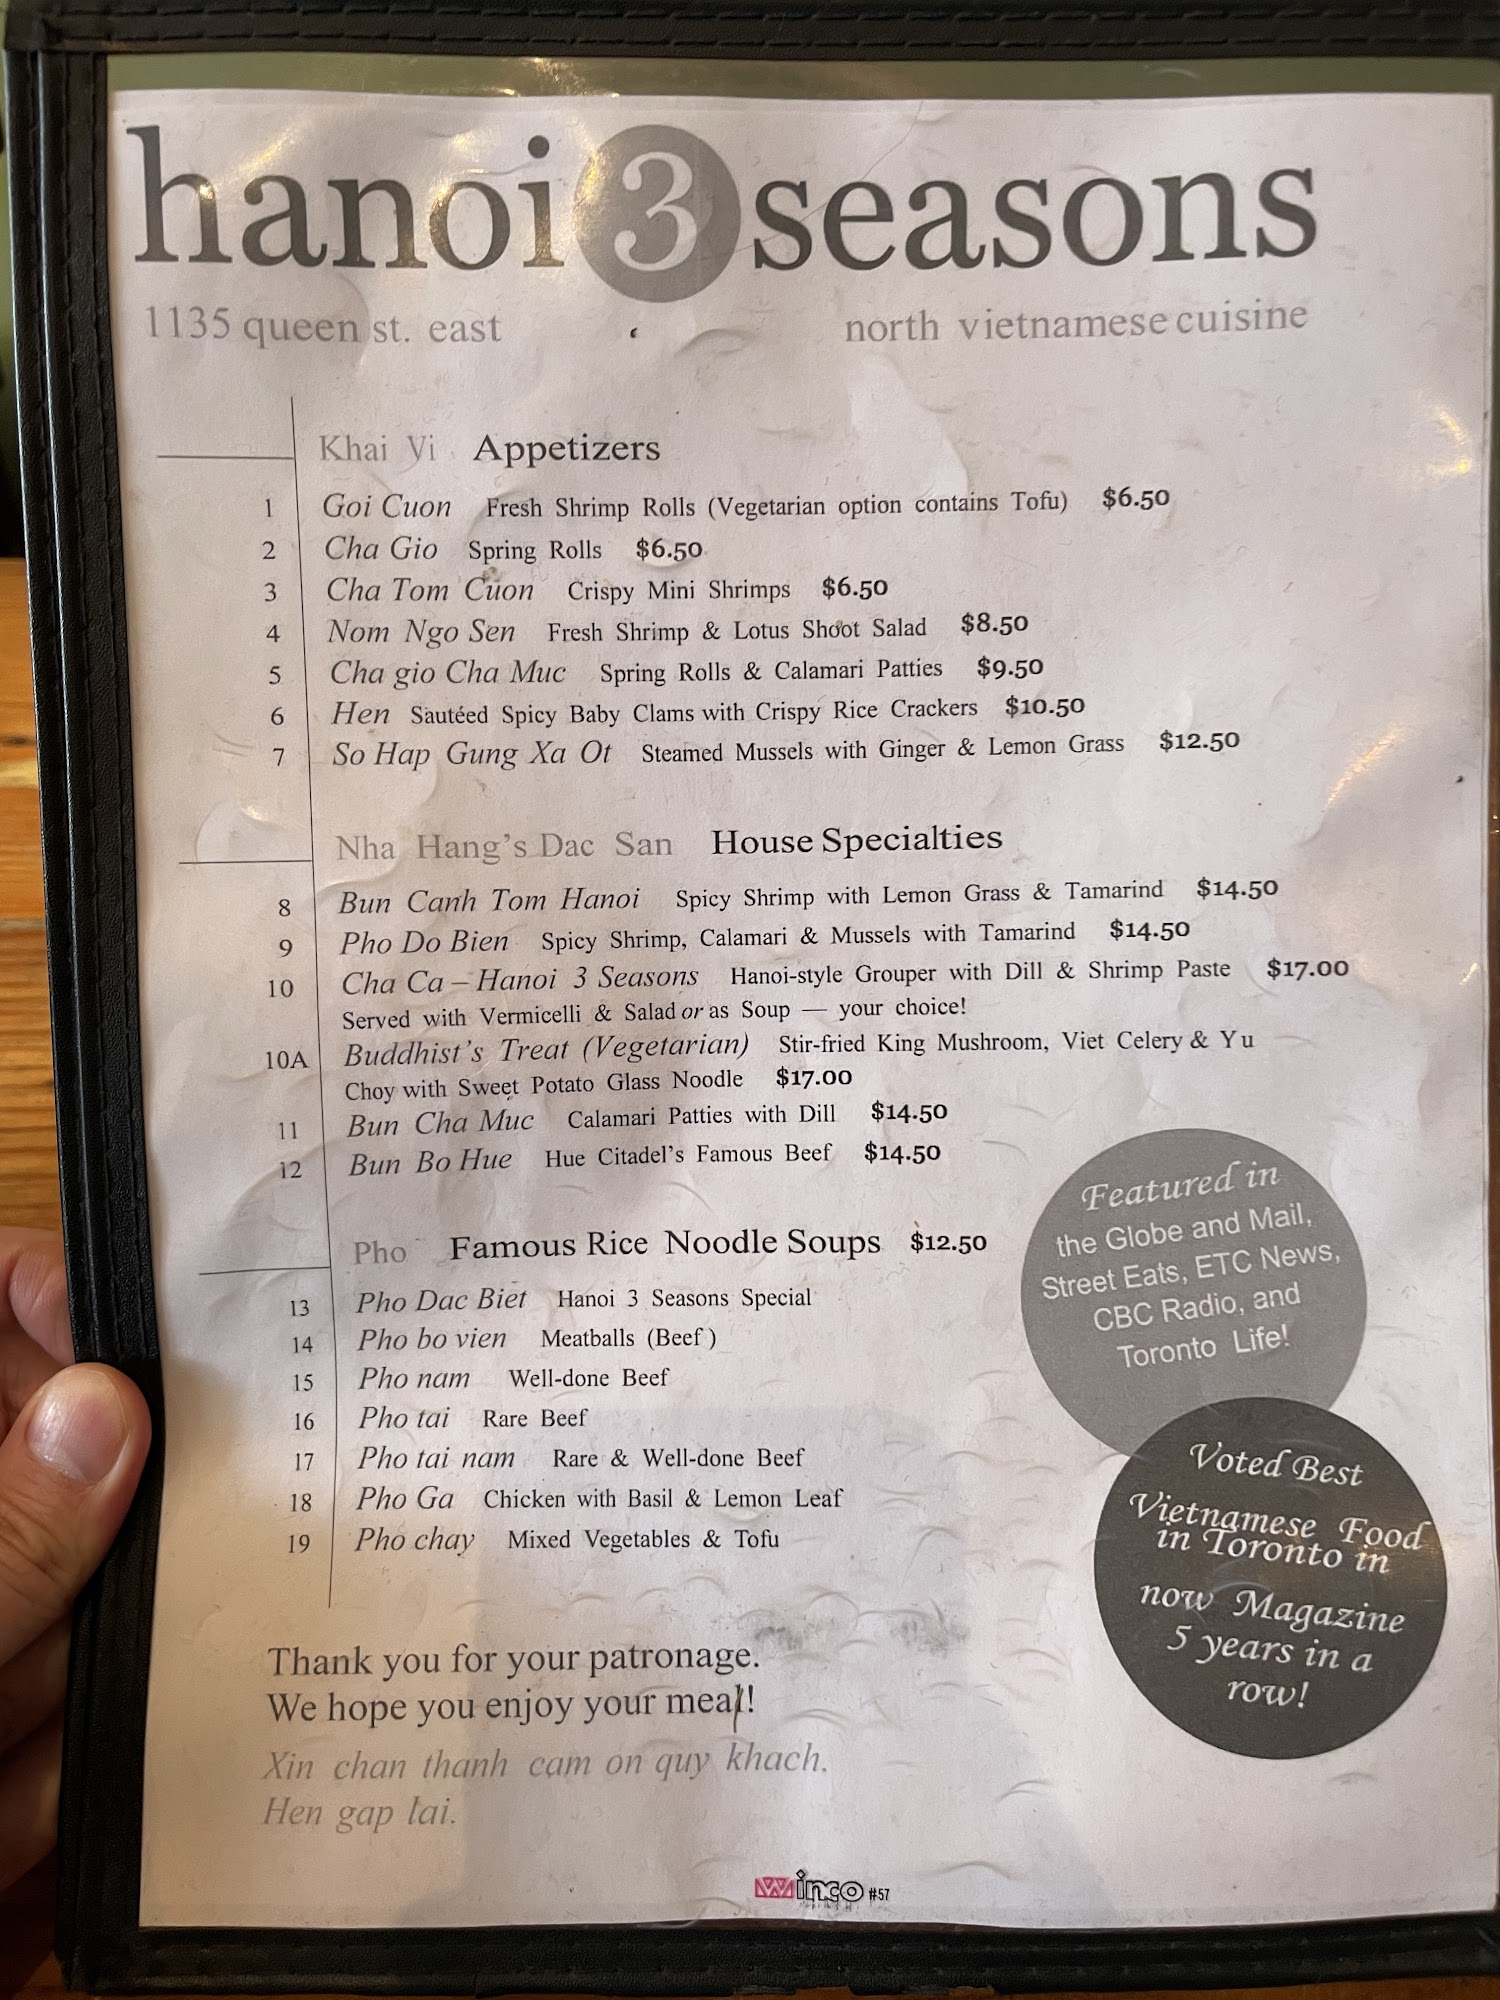 hanoi 3 seasons
1135 queen st. east north vietnamese cuisine
Khai Vi Appetizers
1 Goi Cuon Fresh Shrimp Rolls (Vegetarian option contains Tofu) $6.50
2 Cha Gio Spring Rolls $6.50
3 Cha Tom Cuon Crispy Mini Shrimps $6.50
4 Nom Ngo Sen Fresh Shrimp & Lotus Shoot Salad $8.50
5 Cha gio Cha Muc Spring Rolls & Calamari Patties $9.50
6 Hen Sautéed Spicy Baby Clams with Crispy Rice Crackers $10.50
7 So Hap Gung Xa Ot Steamed Mussels with Ginger & Lemon Grass $12.50
Nha Hang's Dac San House Specialties
8 Bun Canh Tom Hanoi Spicy Shrimp with Lemon Grass & Tamarind $14.50
9 Pho Do Bien Spicy Shrimp, Calamari & Mussels with Tamarind $14.50
10 Cha Ca – Hanoi 3 Seasons Hanoi-style Grouper with Dill & Shrimp Paste $17.00
Served with Vermicelli & Salad or as Soup — your choice!
10A Buddhist's Treat (Vegetarian) Stir-fried King Mushroom, Viet Celery & Yu
Choy with Sweet Potato Glass Noodle $17.00
11 Bun Cha Muc Calamari Patties with Dill $14.50
12 Bun Bo Hue Hue Citadel's Famous Beef $14.50
Pho Famous Rice Noodle Soups $12.50
13 Pho Dac Biet Hanoi 3 Seasons Special
14 Pho bo vien Meatballs (Beef)
15 Pho nam Well-done Beef
16 Pho tai Rare Beef
17 Pho tai nam Rare & Well-done Beef
18 Pho Ga Chicken with Basil & Lemon Leaf
19 Pho chay Mixed Vegetables & Tofu
Featured in
the Globe and Mail,
Street Eats, ETC News,
CBC Radio, and
Toronto Life!
Voted Best
Vietnamese Food
in Toronto in
now Magazine
5 years in a
row!
Thank you for your patronage.
We hope you enjoy your meal!
Xin chan thanh cam on quy khach.
Hen gap lai.
Winco #57